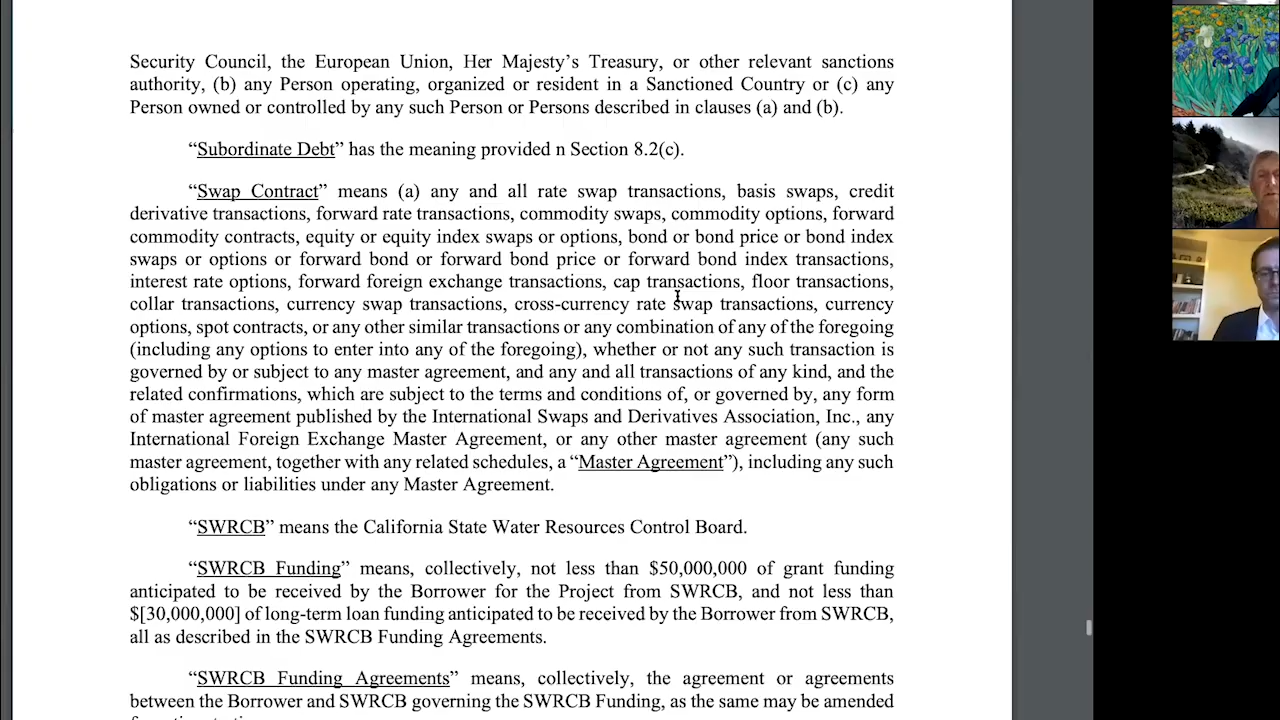 Security Council, the European Union, Her Majesty’s Treasury, or other relevant sanctions
authority, (b) any Person operating, organized or resident in a Sanctioned Country or (c) any
Person owned or controlled by any such Person or Persons described in clauses (a) and (b).
“Subordinate Debt” has the meaning provided n Section 8.2(c).
“Swap Contract” means (a) any and all rate swap transactions, basis swaps, credit
derivative transactions, forward rate transactions, commodity swaps, commodity options, forward
commodity contracts, equity or equity index swaps or options, bond or bond price or bond index
swaps or options or forward bond or forward bond price or forward bond index transactions,
interest rate options, forward foreign exchange transactions, cap transactions, floor transactions,
collar transactions, currency swap transactions, cross-currency rate swap transactions, currency
options, spot contracts, or any other similar transactions or any combination of any of the foregoing
(including any options to enter into any of the foregoing), whether or not any such transaction is
governed by or subject to any master agreement, and any and all transactions of any kind, and the
related confirmations, which are subject to the terms and conditions of, or governed by, any form
of master agreement published by the International Swaps and Derivatives Association, Inc., any
International Foreign Exchange Master Agreement, or any other master agreement (any such
master agreement, together with any related schedules, a “Master Agreement”), including any such
obligations or liabilities under any Master Agreement.
“SWRCB” means the California State Water Resources Control Board.
“SWRCB Funding” means, collectively, not less than $50,000,000 of grant funding
anticipated to be received by the Borrower for the Project from SWRCB, and not less than
$[30,000,000] of long-term loan funding anticipated to be received by the Borrower from SWRCB,
all as described in the SWRCB Funding Agreements.
“SWRCB Funding Agreements” means, collectively, the agreement or agreements
between the Borrower and SWRCB governing the SWRCB Funding, as the same may be amended